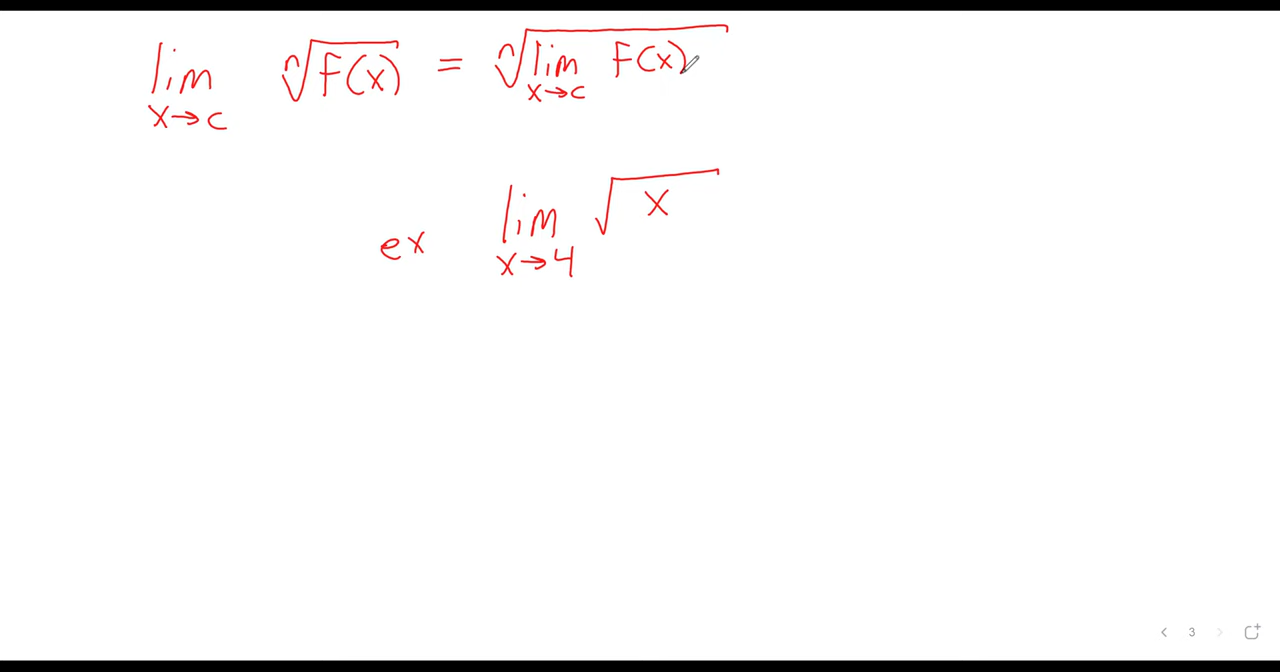 lim x→c ⁿ√F(x) = ⁿ√lim x→c F(x)
ex lim x→4 √x
3